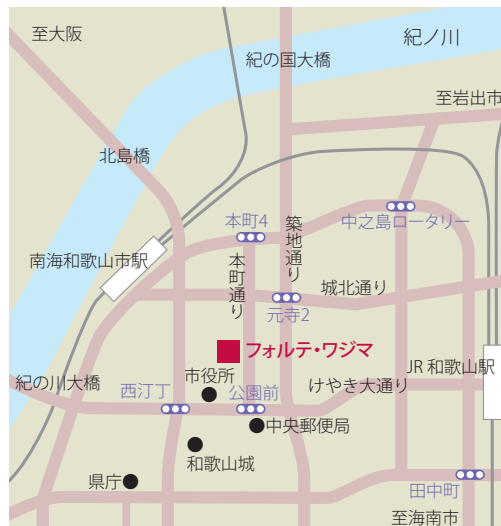 至大阪
紀ノ川
紀の国大橋
至岩出市
北島橋
本町4
築地通り
中之島ロータリー
南海和歌山市駅
本町通り
城北通り
元寺2
フォルテ・ワジマ
JR和歌山駅
市役所
紀の川大橋
けやき大通り
西汀丁
公園前
中央郵便局
和歌山城
県庁
田中町
至海南市